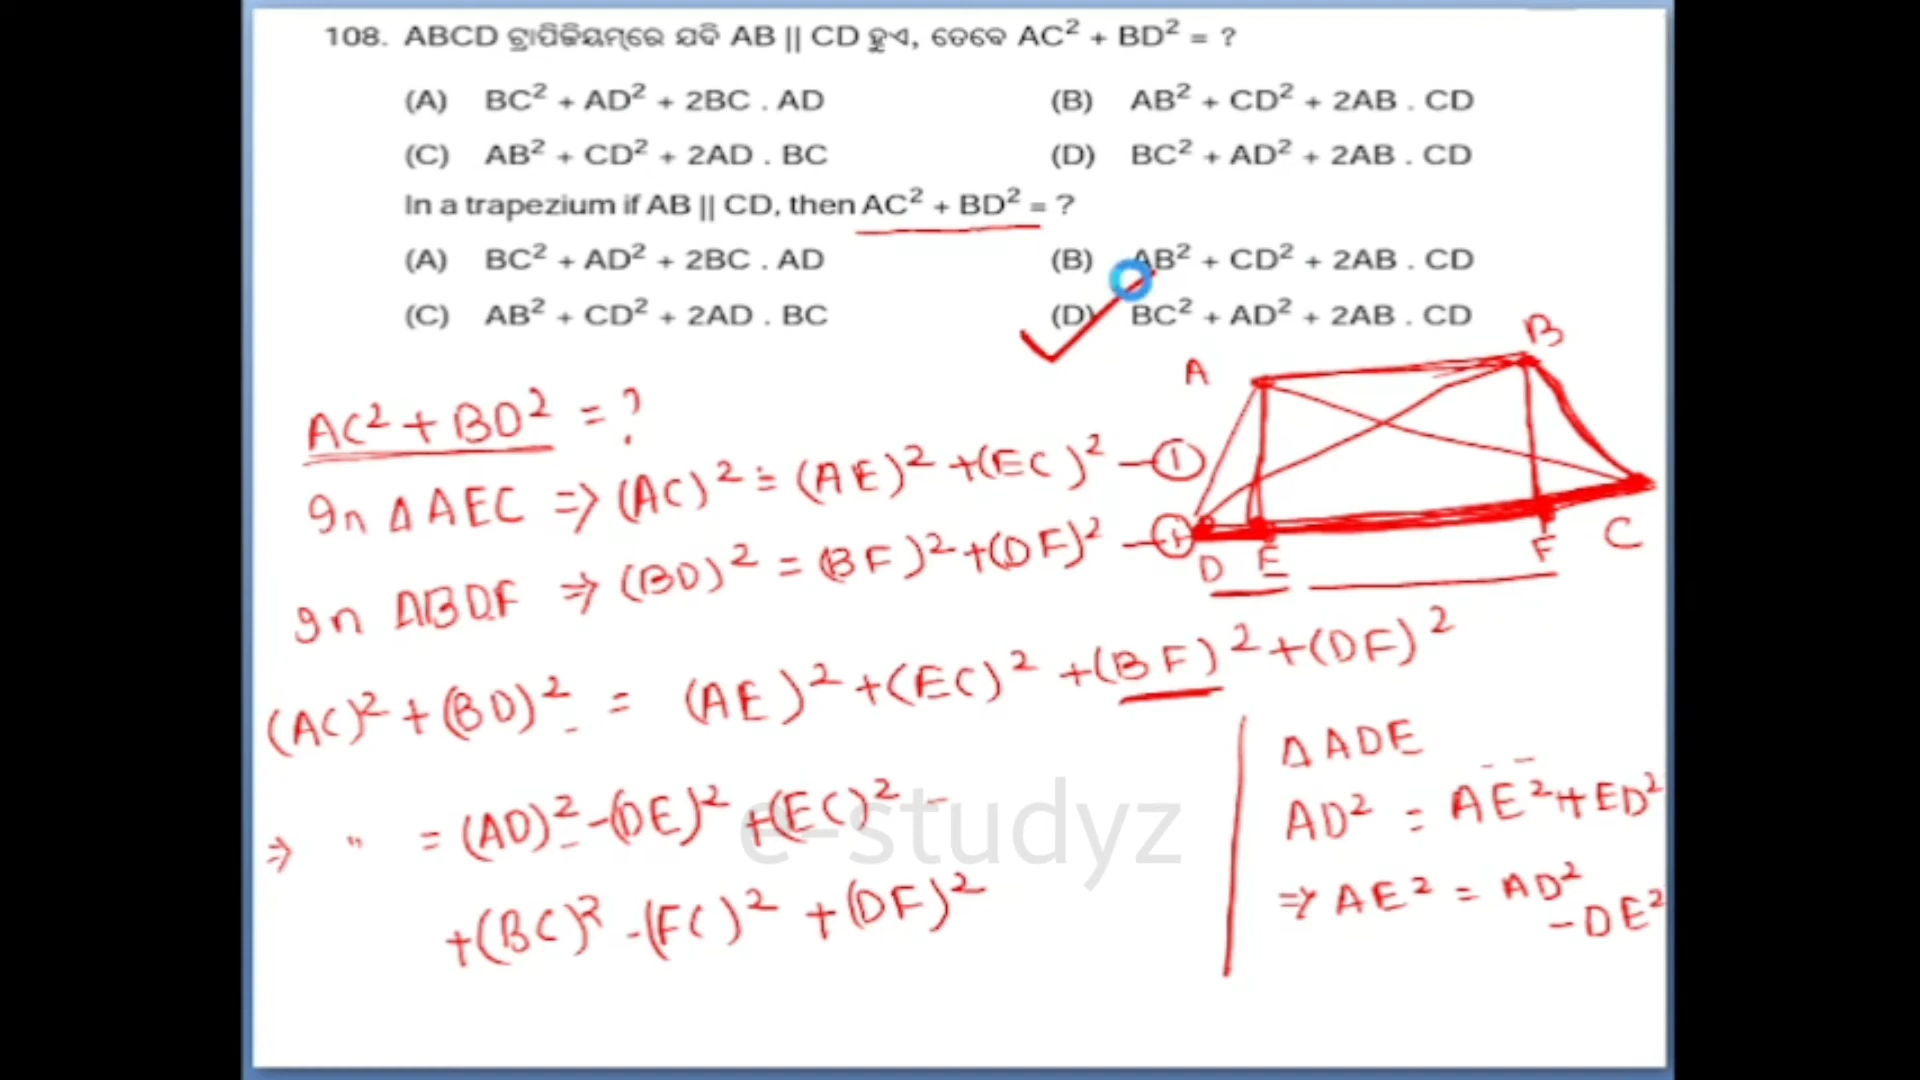 108. ABCD ଟ୍ରାପିଜିୟମ୍‌ରେ ଯଦି AB || CD ହୁଏ, ତେବେ AC² + BD² = ?
(A) BC² + AD² + 2BC . AD (B) AB² + CD² + 2AB . CD
(C) AB² + CD² + 2AD . BC (D) BC² + AD² + 2AB . CD
In a trapezium if AB || CD, then AC² + BD² = ?
(A) BC² + AD² + 2BC . AD (B) AB² + CD² + 2AB . CD
(C) AB² + CD² + 2AD . BC (D) BC² + AD² + 2AB . CD
A B
D E F C
AC² + BD² = ?
In Δ AEC ⇒ (AC)² = (AE)² + (EC)² — ①
In ΔBDF ⇒ (BD)² = (BF)² + (DF)² —
(AC)² + (BD)² = (AE)² + (EC)² + (BF)² + (DF)²
⇒ " = (AD)² - (DE)² + (EC)² -
+ (BC)² - (FC)² + (DF)²
Δ ADE
AD² = AE² + ED²
⇒ AE² = AD²
- DE²
e-studyz